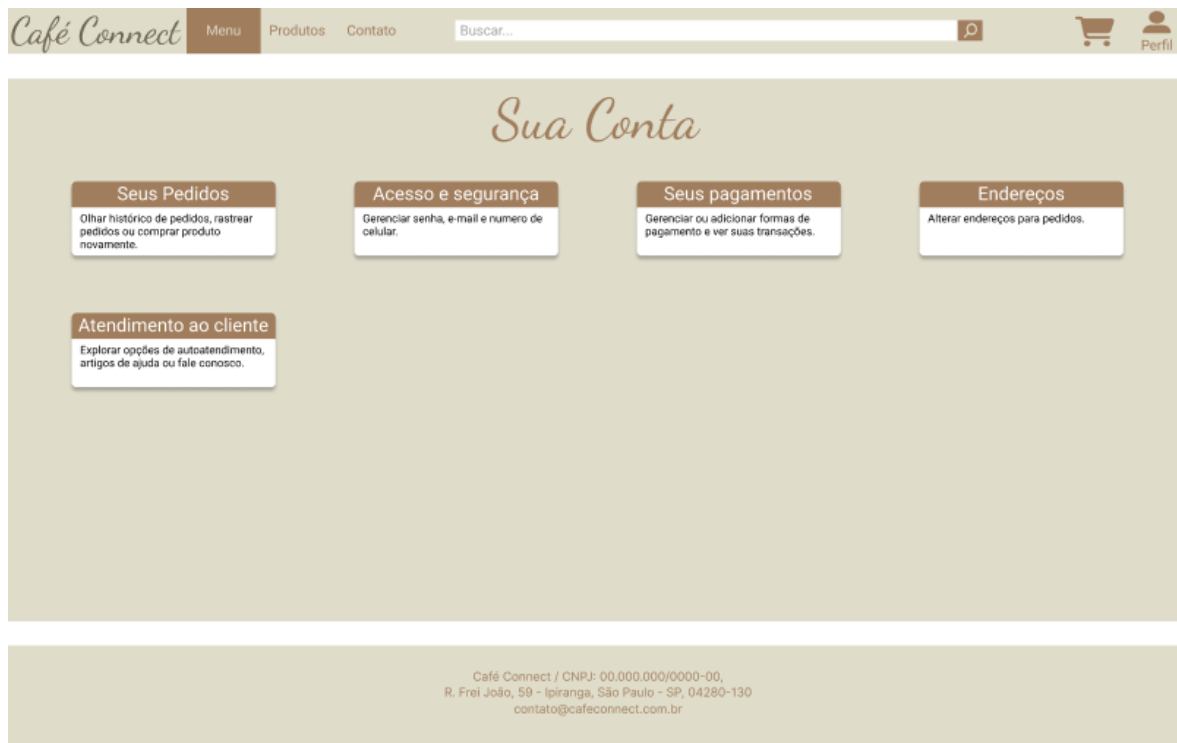 Café Connect
Menu
Produtos
Contato
Buscar...
Perfil
Sua Conta
Seus Pedidos
Olhar histórico de pedidos, rastrear
pedidos ou comprar produto
novamente.
Acesso e segurança
Gerenciar senha, e-mail e numero de
celular.
Seus pagamentos
Gerenciar ou adicionar formas de
pagamento e ver suas transações.
Endereços
Alterar endereços para pedidos.
Atendimento ao cliente
Explorar opções de autoatendimento,
artigos de ajuda ou fale conosco.
Café Connect / CNPJ: 00.000.000/0000-00,
R. Frei João, 59 - Ipiranga, São Paulo - SP, 04280-130
contato@cafeconnect.com.br